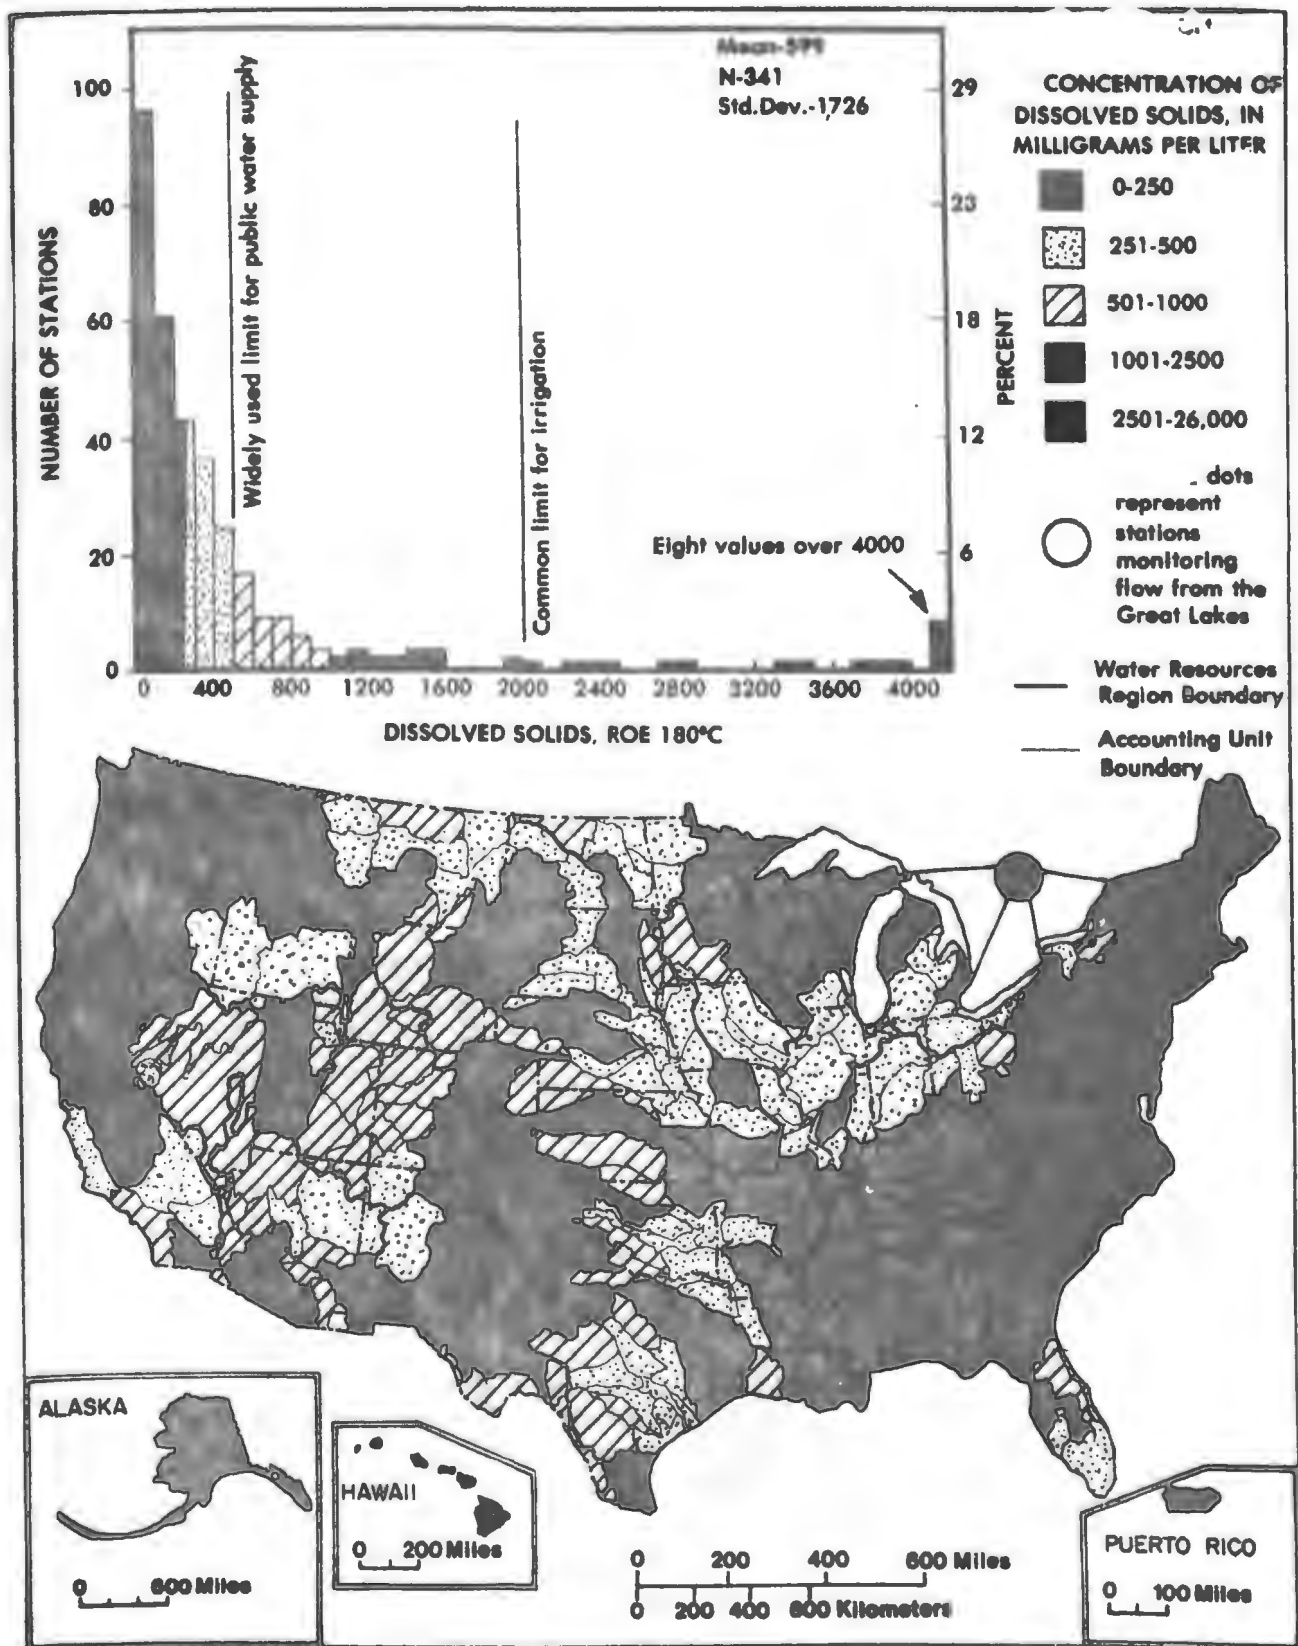 Mean-599
N-341
Std.Dev.-1726
100
80
60
40
20
0
NUMBER OF STATIONS
Widely used limit for public water supply
Common limit for irrigation
Eight values over 4000
29
23
18
12
6
PERCENT
0 400 800 1200 1600 2000 2400 2800 3200 3600 4000
DISSOLVED SOLIDS, ROE 180°C
CONCENTRATION OF
DISSOLVED SOLIDS, IN
MILLIGRAMS PER LITER
0-250
251-500
501-1000
1001-2500
2501-26,000
dots
represent
stations
monitoring
flow from the
Great Lakes
Water Resources
Region Boundary
Accounting Unit
Boundary
ALASKA
0 600 Miles
HAWAII
0 200 Miles
0 200 400 600 Miles
0 200 400 600 Kilometers
PUERTO RICO
0 100 Miles